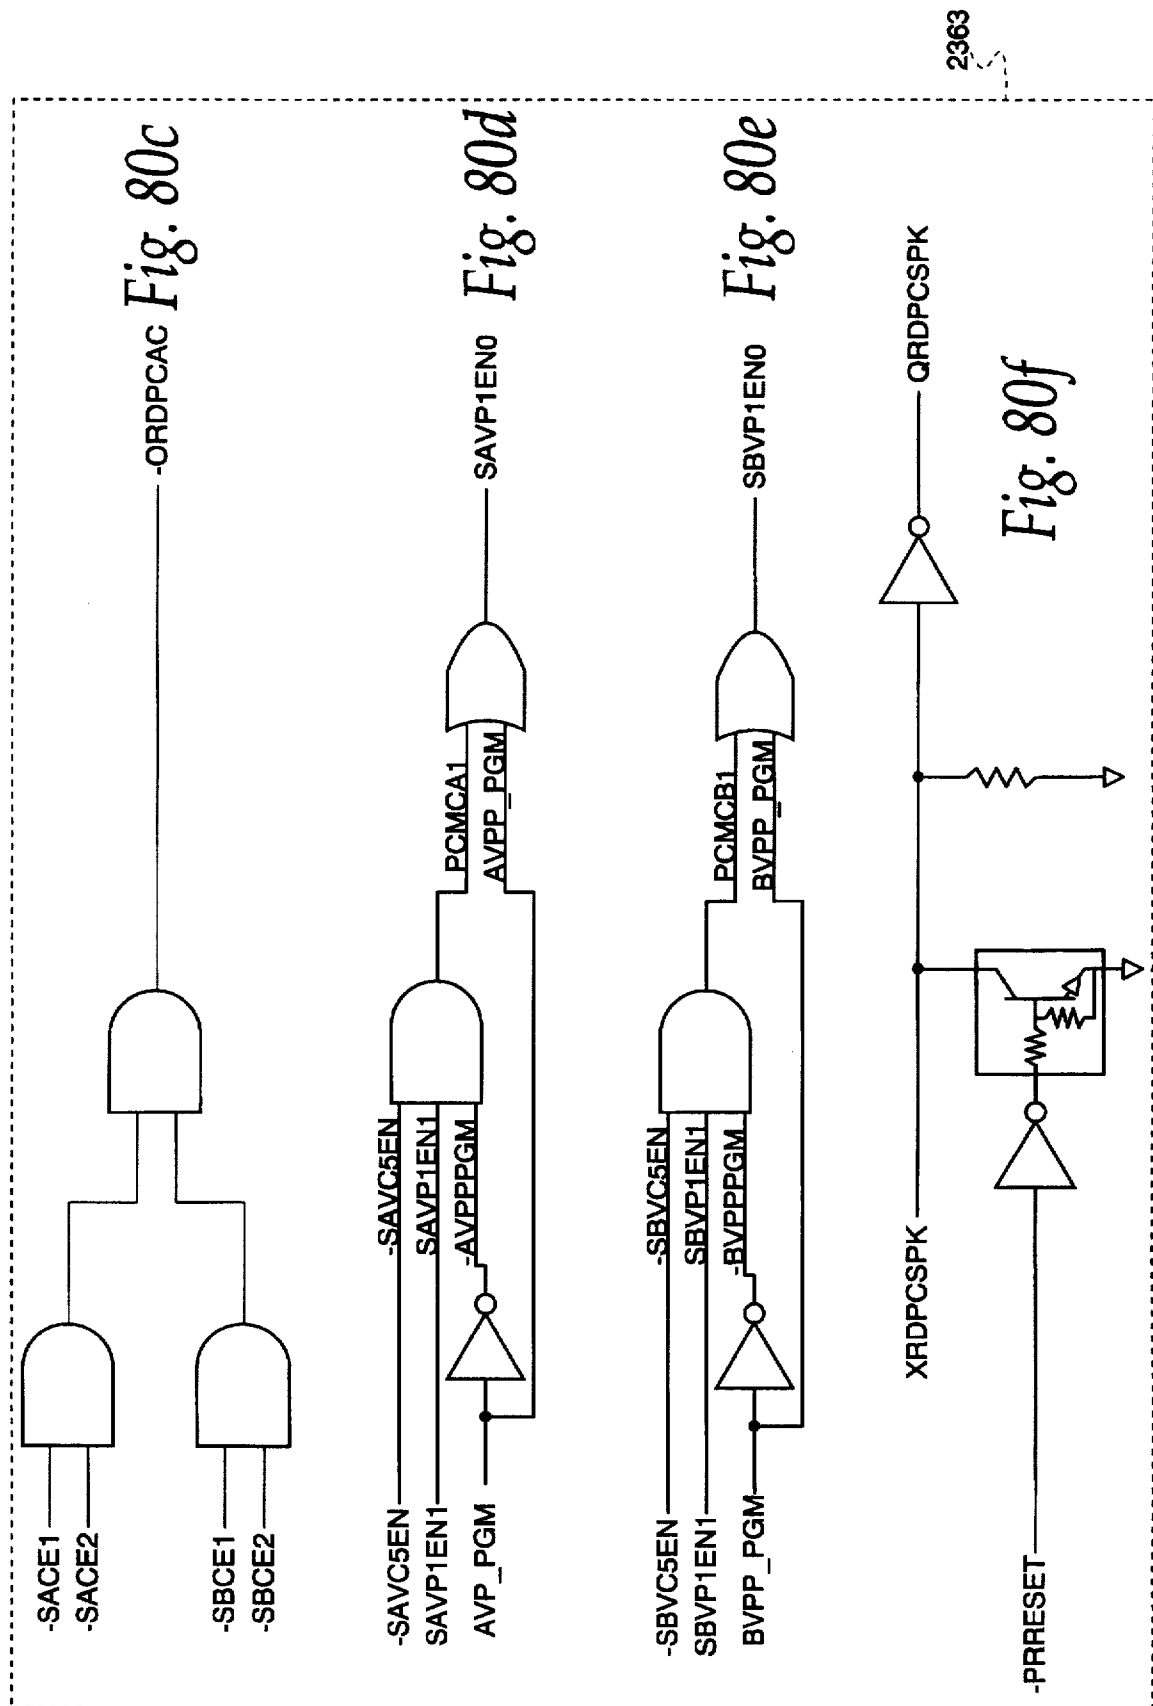 2363
-SACE1
-SACE2
-SBCE1
-SBCE2
-ORDPCAC
Fig. 80c
-SAVC5EN
SAVP1EN1
AVP_PGM
-SAVC5EN
SAVP1EN1
-AVPPPGM
PCMCA1
AVPP_PGM
SAVP1EN0
Fig. 80d
-SBVC5EN
SBVP1EN1
BVPP_PGM
-SBVC5EN
SBVP1EN1
-BVPPPGM
PCMCB1
BVPP_PGM
SBVP1EN0
Fig. 80e
XRDPCSPK
-PRRESET
QRDPCSPK
Fig. 80f